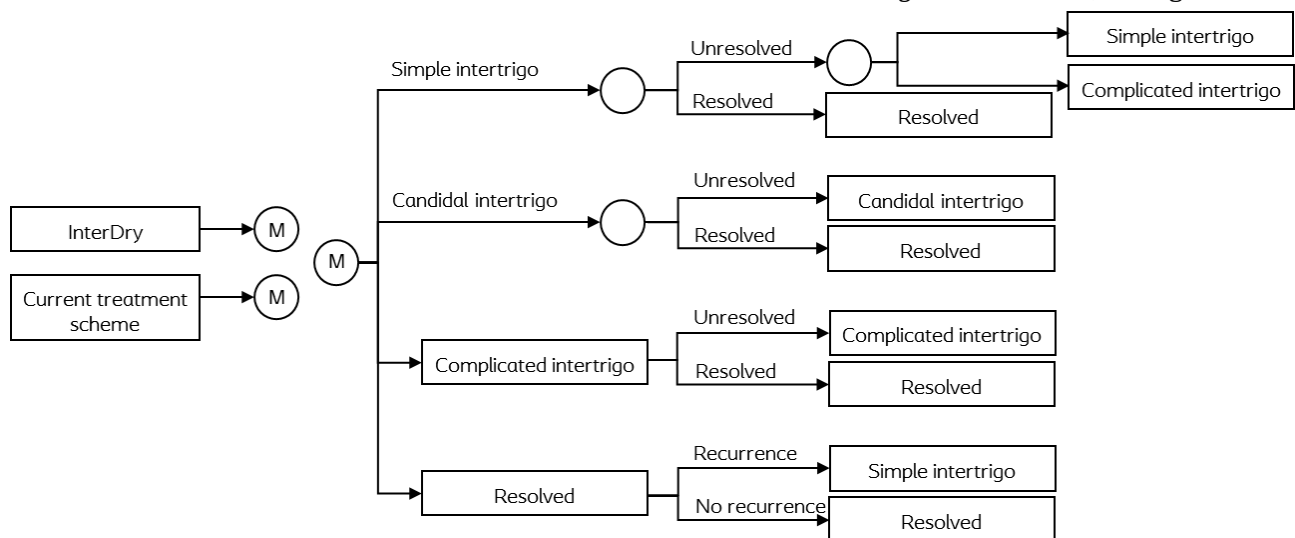 Simple intertrigo
Unresolved
Simple intertrigo
Complicated intertrigo
Resolved
Resolved
Candidal intertrigo
Unresolved
Candidal intertrigo
Resolved
Resolved
InterDry
M
M
Current treatment
scheme
M
Complicated intertrigo
Unresolved
Complicated intertrigo
Resolved
Resolved
Resolved
Recurrence
Simple intertrigo
No recurrence
Resolved